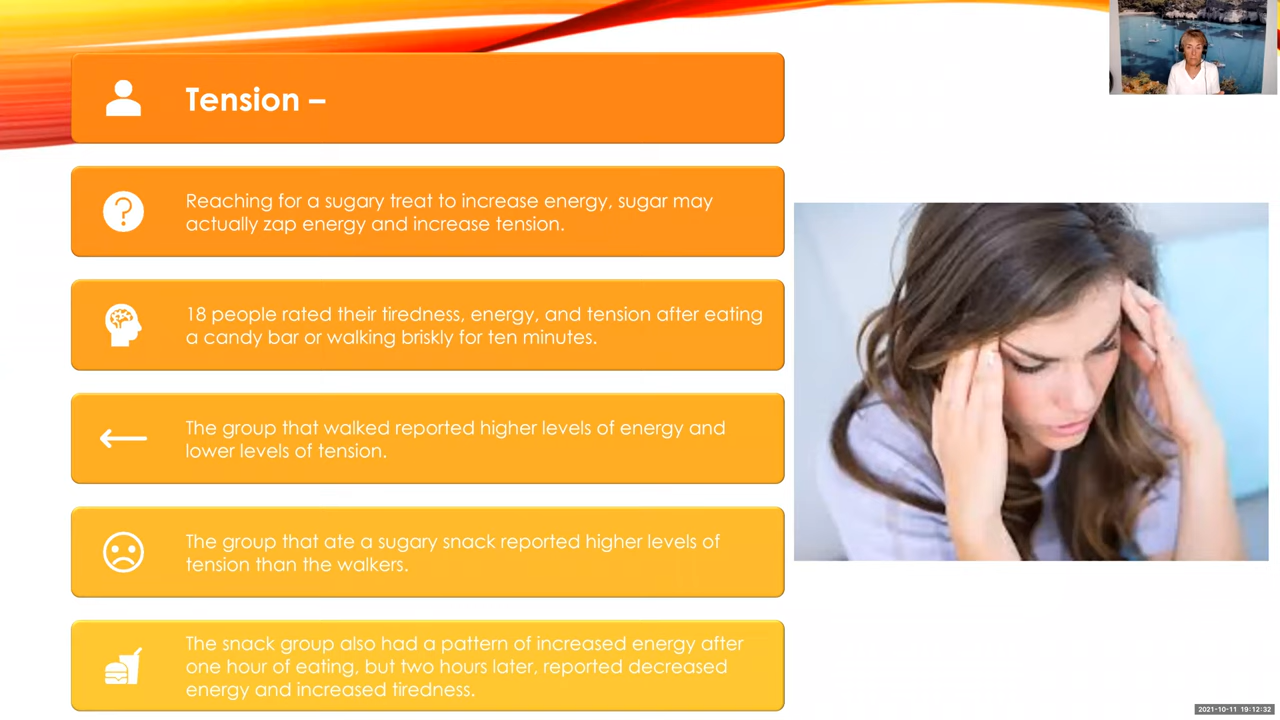 Tension –
Reaching for a sugary treat to increase energy, sugar may
actually zap energy and increase tension.
18 people rated their tiredness, energy, and tension after eating
a candy bar or walking briskly for ten minutes.
The group that walked reported higher levels of energy and
lower levels of tension.
The group that ate a sugary snack reported higher levels of
tension than the walkers.
The snack group also had a pattern of increased energy after
one hour of eating, but two hours later, reported decreased
energy and increased tiredness.
2021-10-11 19:12:32